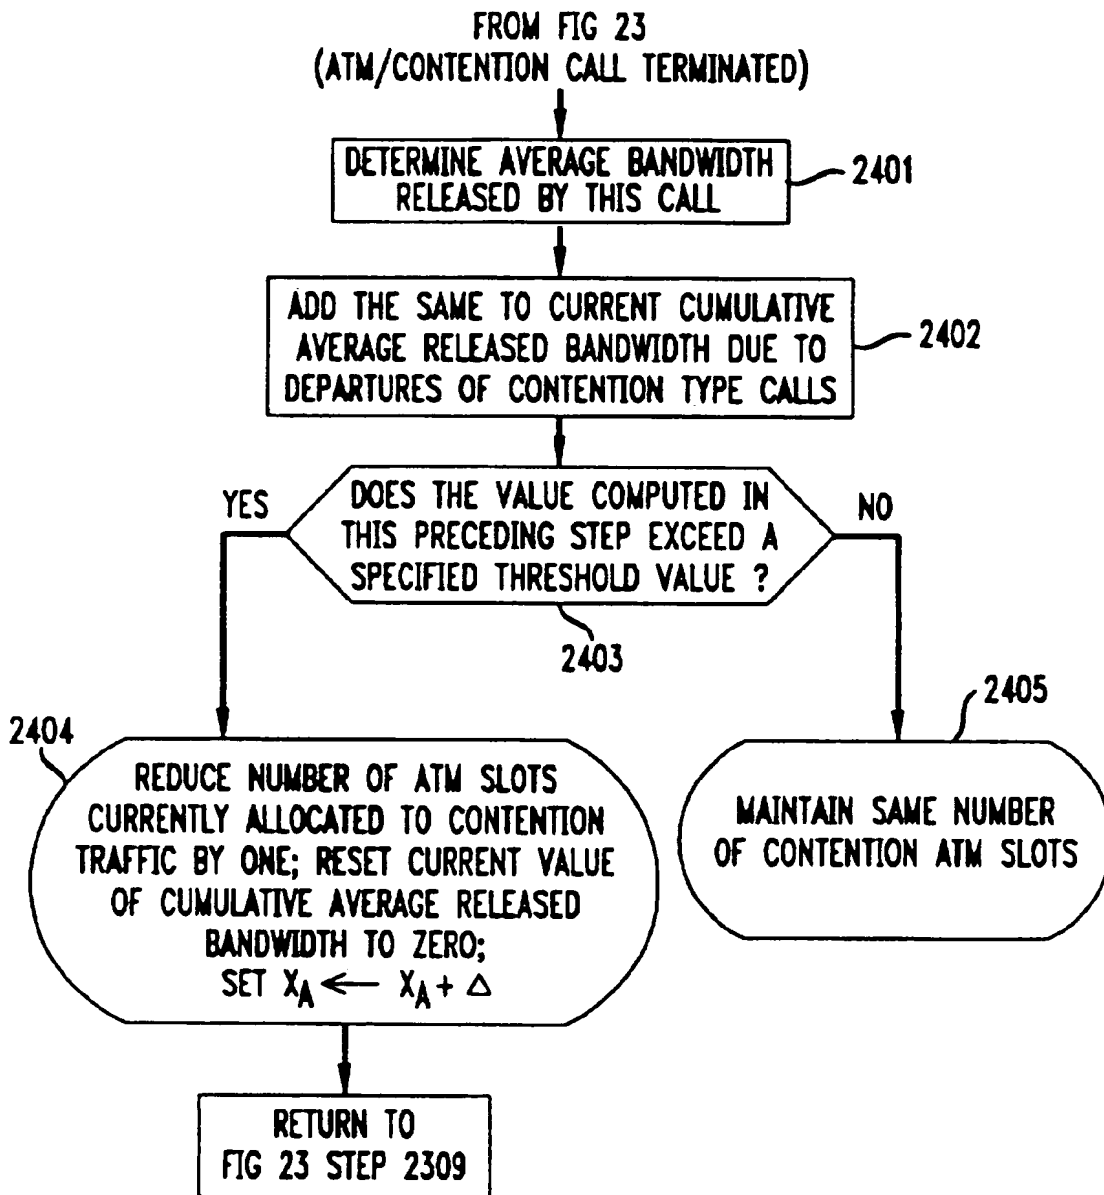 FROM FIG 23
(ATM/CONTENTION CALL TERMINATED)
DETERMINE AVERAGE BANDWIDTH
RELEASED BY THIS CALL
2401
ADD THE SAME TO CURRENT CUMULATIVE
AVERAGE RELEASED BANDWIDTH DUE TO
DEPARTURES OF CONTENTION TYPE CALLS
2402
DOES THE VALUE COMPUTED IN
THIS PRECEDING STEP EXCEED A
SPECIFIED THRESHOLD VALUE ?
YES
NO
2403
2404
REDUCE NUMBER OF ATM SLOTS
CURRENTLY ALLOCATED TO CONTENTION
TRAFFIC BY ONE; RESET CURRENT VALUE
OF CUMULATIVE AVERAGE RELEASED
BANDWIDTH TO ZERO;
SET X_A ← X_A + Δ
2405
MAINTAIN SAME NUMBER
OF CONTENTION ATM SLOTS
RETURN TO
FIG 23 STEP 2309